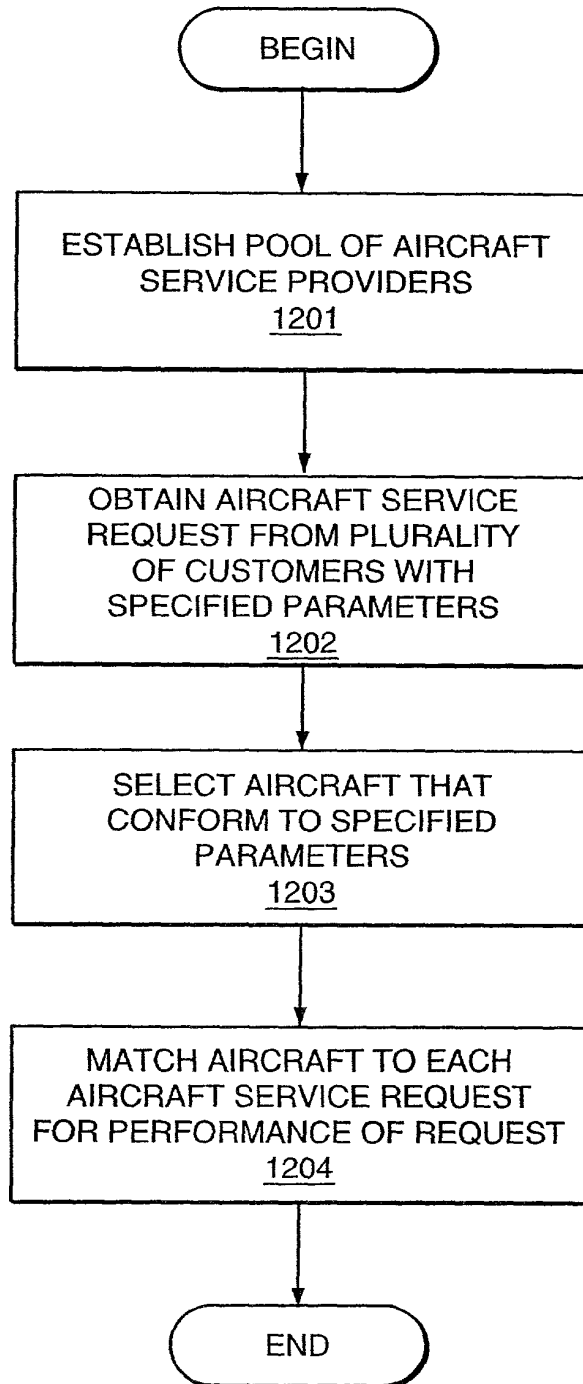 BEGIN
ESTABLISH POOL OF AIRCRAFT
SERVICE PROVIDERS
1201
OBTAIN AIRCRAFT SERVICE
REQUEST FROM PLURALITY
OF CUSTOMERS WITH
SPECIFIED PARAMETERS
1202
SELECT AIRCRAFT THAT
CONFORM TO SPECIFIED
PARAMETERS
1203
MATCH AIRCRAFT TO EACH
AIRCRAFT SERVICE REQUEST
FOR PERFORMANCE OF REQUEST
1204
END